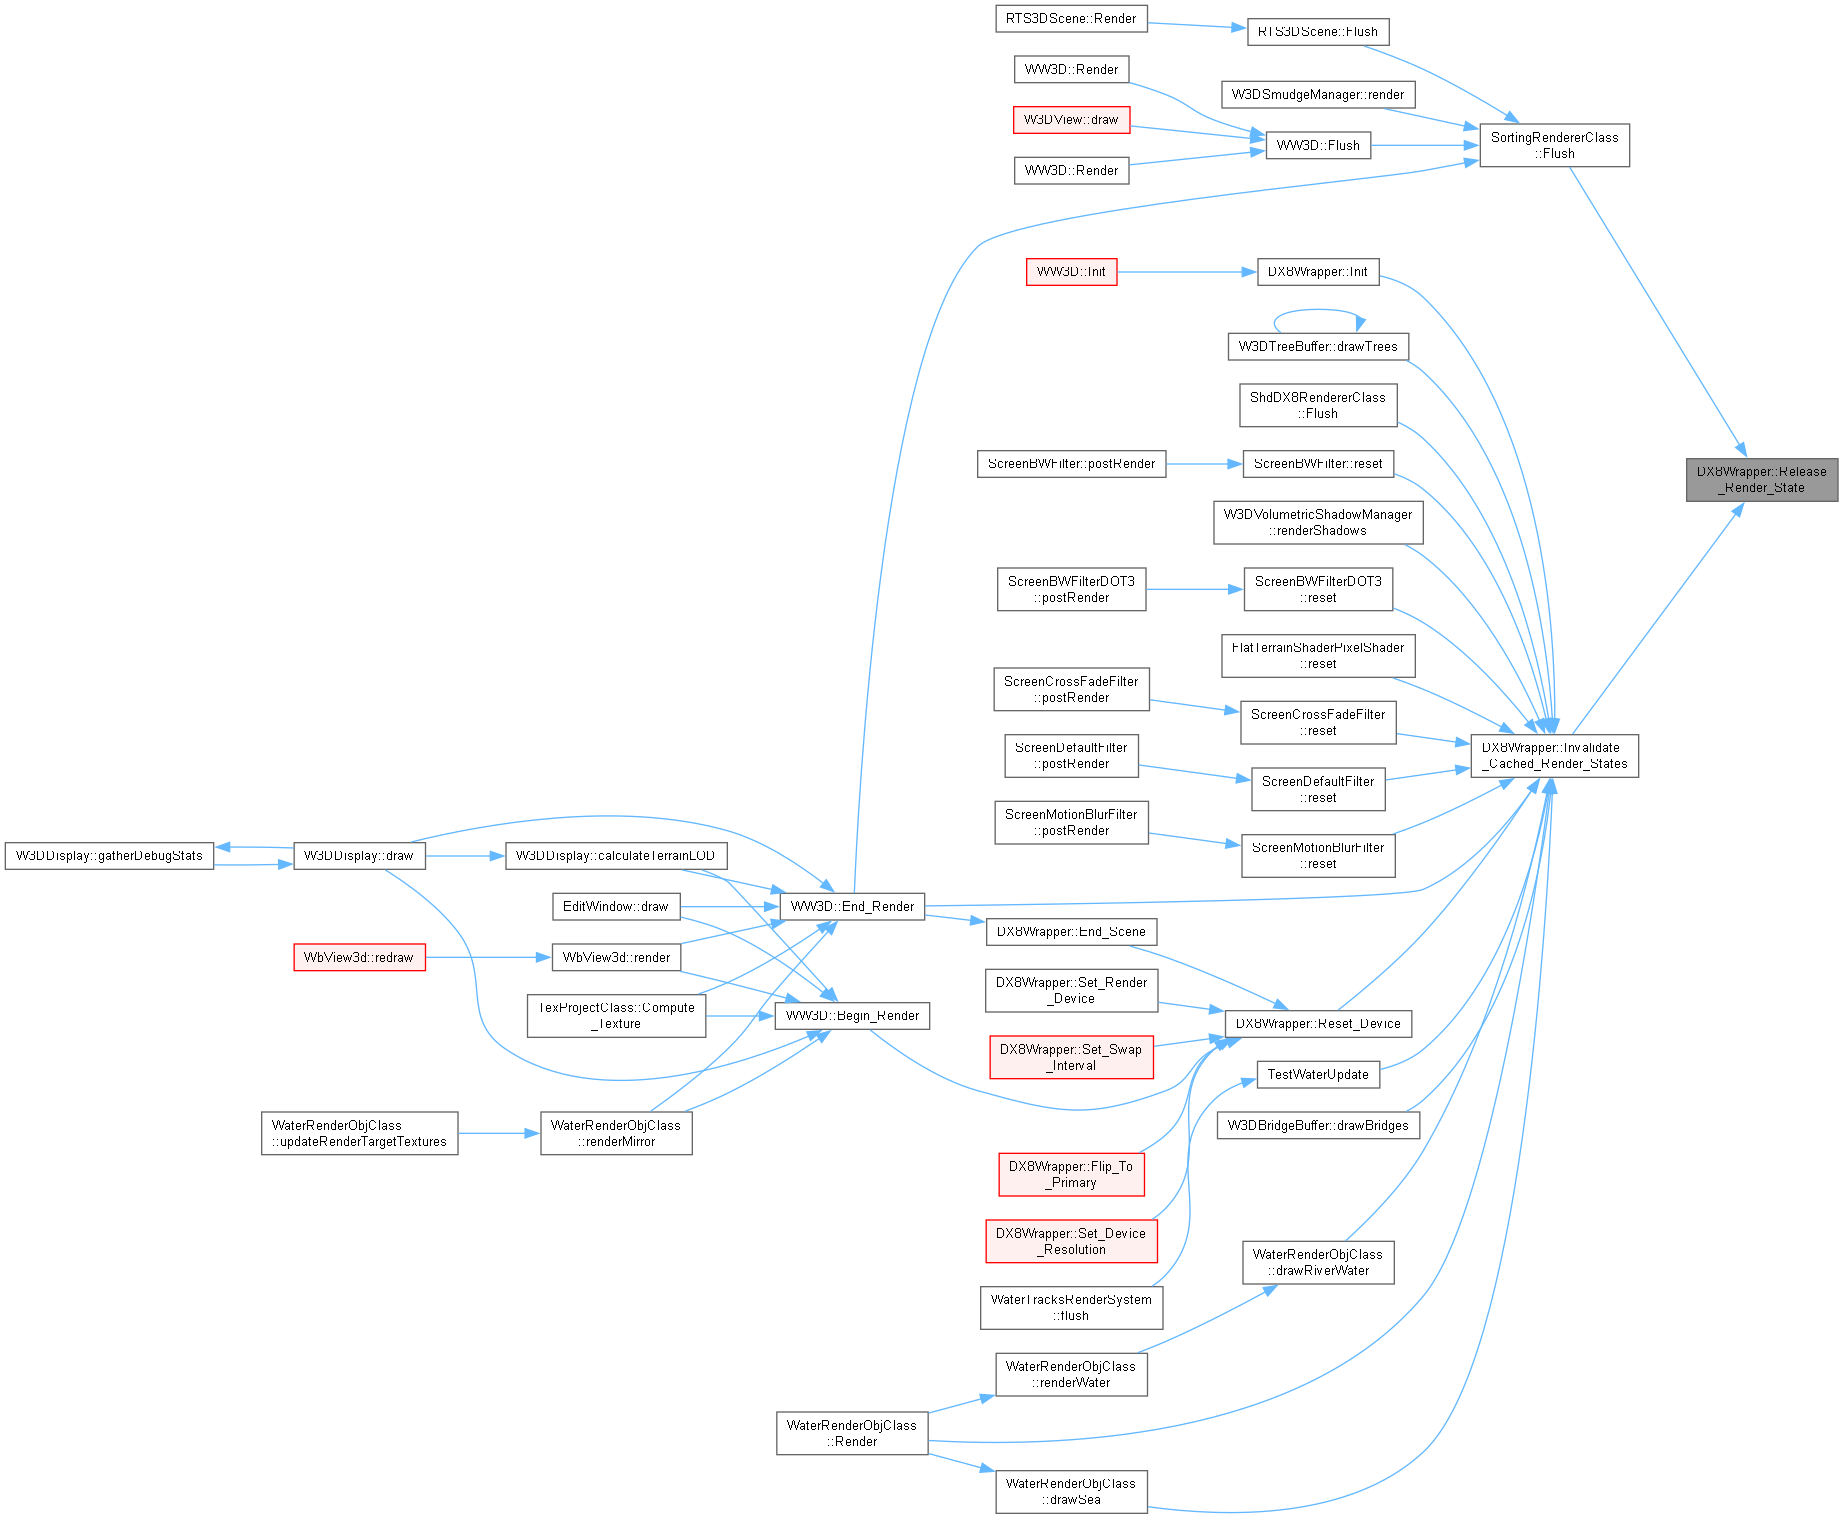 RTS3DScene::Render
RTS3DScene::Flush
WW3D::Render
W3DSmudgeManager::render
W3DView::draw
SortingRendererClass
::Flush
WW3D::Flush
WW3D::Render
WW3D::Init
DX8Wrapper::Init
W3DTreeBuffer::drawTrees
ShdDX8RendererClass
::Flush
ScreenBWFilter::postRender
ScreenBWFilter::reset
DX8Wrapper::Release
_Render_State
W3DVolumetricShadowManager
::renderShadows
ScreenBWFilterDOT3
::postRender
ScreenBWFilterDOT3
::reset
FlatTerrainShaderPixelShader
::reset
ScreenCrossFadeFilter
::postRender
ScreenCrossFadeFilter
::reset
ScreenDefaultFilter
::postRender
DX8Wrapper::Invalidate
_Cached_Render_States
ScreenDefaultFilter
::reset
ScreenMotionBlurFilter
::postRender
ScreenMotionBlurFilter
::reset
W3DDisplay::gatherDebugStats
W3DDisplay::draw
W3DDisplay::calculateTerrainLOD
EditWindow::draw
WW3D::End_Render
DX8Wrapper::End_Scene
WbView3d::redraw
WbView3d::render
DX8Wrapper::Set_Render
_Device
TexProjectClass::Compute
_Texture
WW3D::Begin_Render
DX8Wrapper::Reset_Device
DX8Wrapper::Set_Swap
_Interval
TestWaterUpdate
WaterRenderObjClass
::updateRenderTargetTextures
WaterRenderObjClass
::renderMirror
W3DBridgeBuffer::drawBridges
DX8Wrapper::Flip_To
_Primary
DX8Wrapper::Set_Device
_Resolution
WaterRenderObjClass
::drawRiverWater
WaterTracksRenderSystem
::flush
WaterRenderObjClass
::renderWater
WaterRenderObjClass
::Render
WaterRenderObjClass
::drawSea